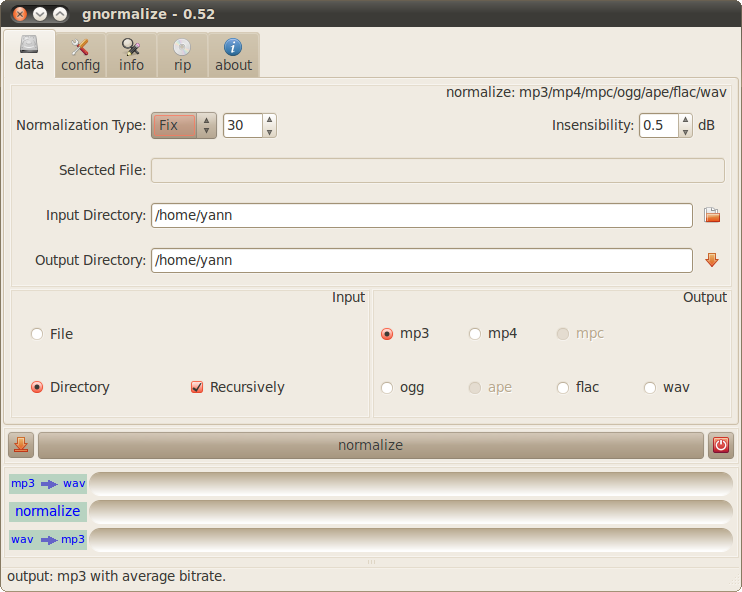 gnormalize - 0.52
data config info rip about
normalize: mp3/mp4/mpc/ogg/ape/flac/wav
Normalization Type: Fix 30 Insensibility: 0.5 dB
Selected File:
Input Directory: /home/yann
Output Directory: /home/yann
Input Output
File mp3 mp4 mpc
Directory Recursively ogg ape flac wav
normalize
mp3 wav
normalize
wav mp3
output: mp3 with average bitrate.